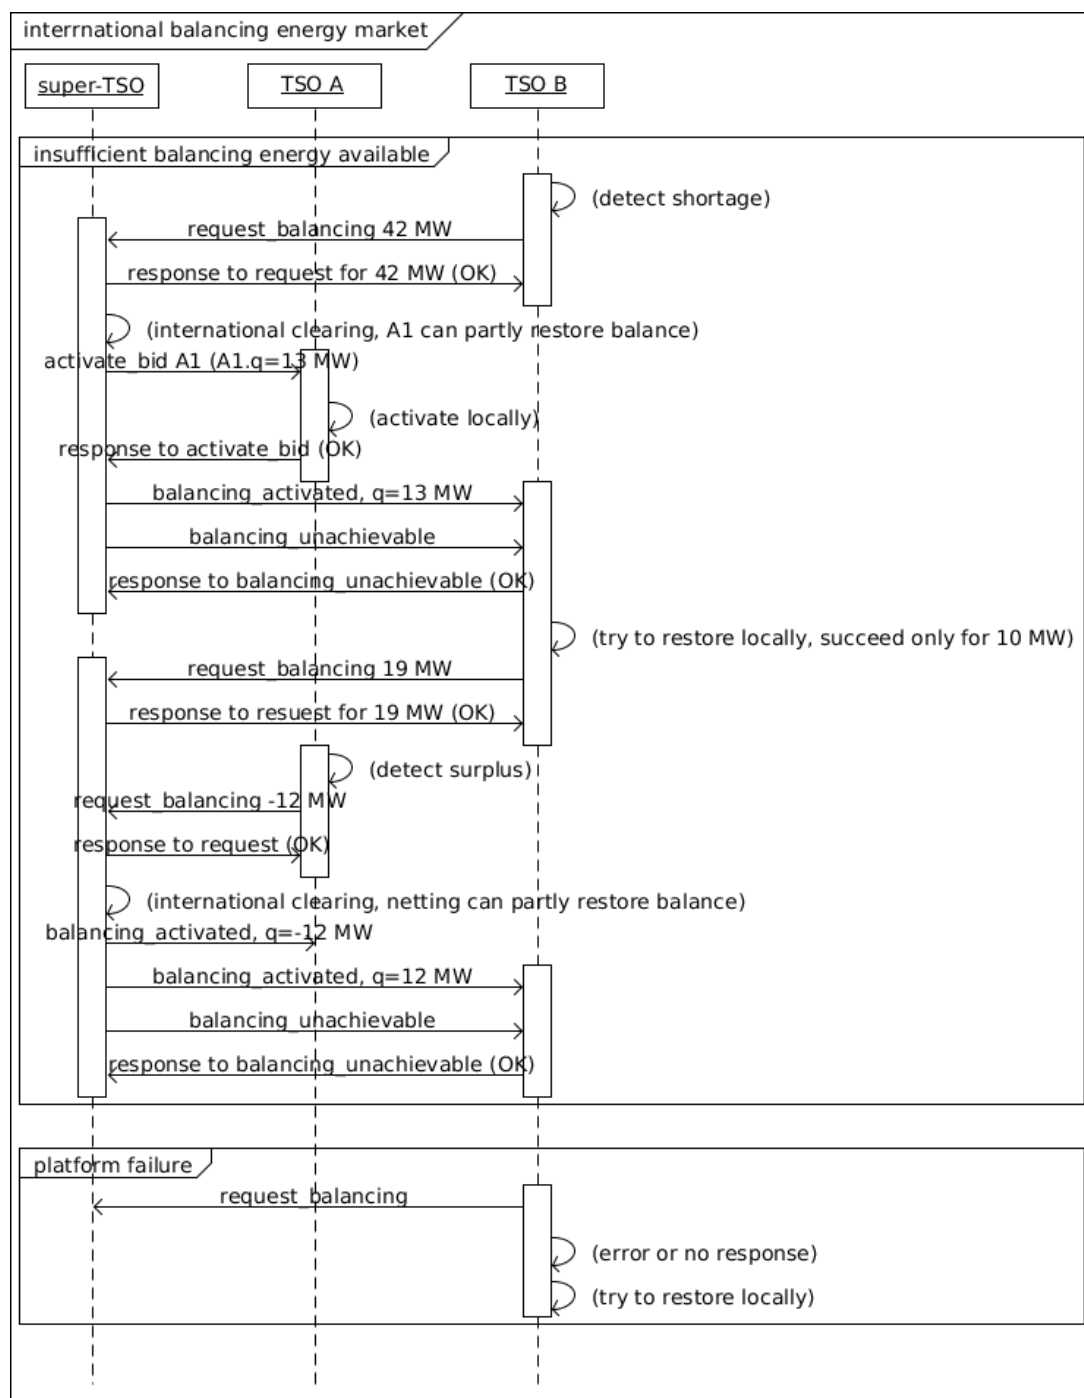 interrnational balancing energy market
super-TSO
TSO A
TSO B
insufficient balancing energy available
(detect shortage)
request_balancing 42 MW
response to request for 42 MW (OK)
(international clearing, A1 can partly restore balance)
activate_bid A1 (A1.q=13 MW)
(activate locally)
response to activate_bid (OK)
balancing_activated, q=13 MW
balancing_unachievable
response to balancing_unachievable (OK)
(try to restore locally, succeed only for 10 MW)
request_balancing 19 MW
response to resuest for 19 MW (OK)
(detect surplus)
request_balancing -12 MW
response to request (OK)
(international clearing, netting can partly restore balance)
balancing_activated, q=-12 MW
balancing_activated, q=12 MW
balancing_unachievable
response to balancing_unachievable (OK)
platform failure
request_balancing
(error or no response)
(try to restore locally)